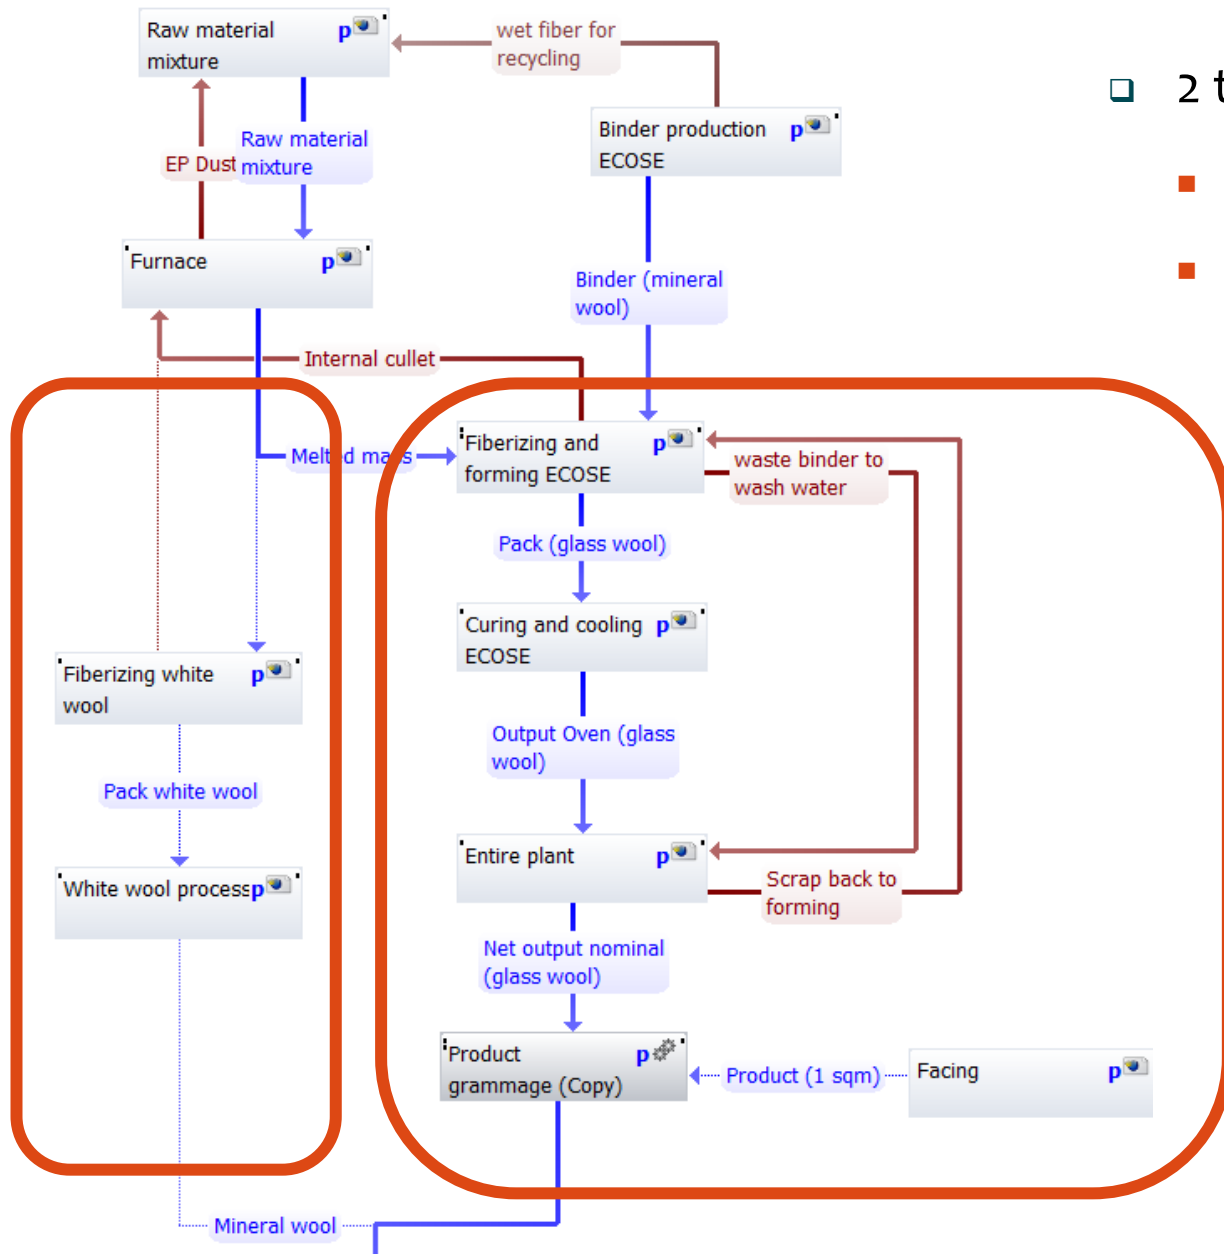 Raw material
mixture
p
wet fiber for
recycling
Binder production
ECOSE
p
EP Dust
Raw material
mixture
Furnace
p
Binder (mineral
wool)
Internal cullet
Melted mass
Fiberizing and
forming ECOSE
p
waste binder to
wash water
Pack (glass wool)
Curing and cooling
ECOSE
p
Fiberizing white
wool
p
Output Oven (glass
wool)
Pack white wool
Entire plant
p
White wool process
p
Scrap back to
forming
Net output nominal
(glass wool)
Product
grammage (Copy)
p
Product (1 sqm)
Facing
p
Mineral wool
2 t